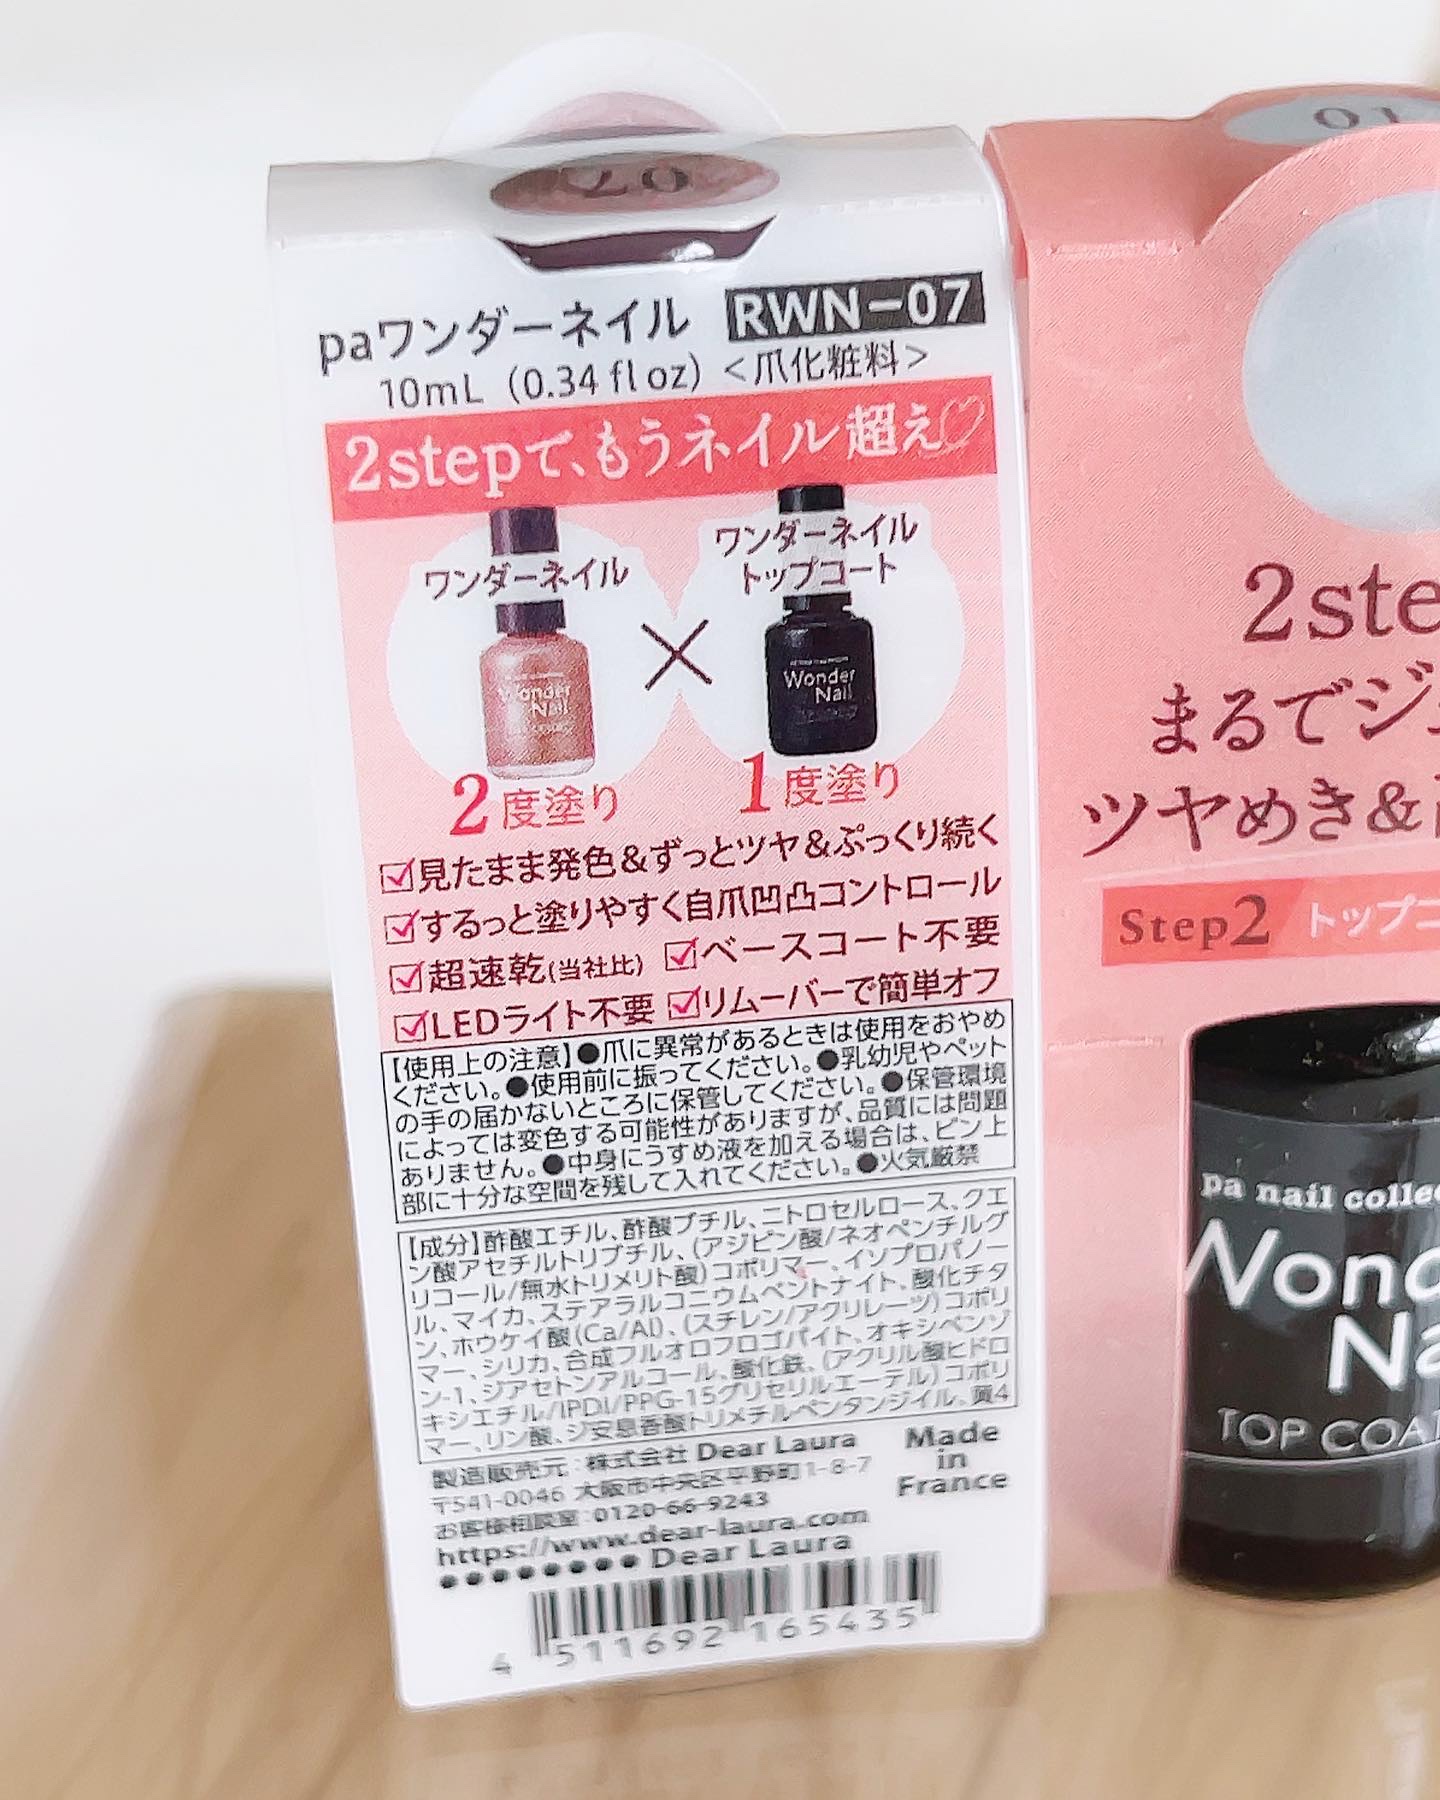 07
paワンダーネイル RWN-07
10mL (0.34 fl oz) <爪化粧料>
2stepで、もうネイル超え♡
ワンダーネイル
ワンダーネイル
トップコート
Wonder
Nail
Wonder
Nail
×
2度塗り
1度塗り
☑見たまま発色&ずっとツヤ&ぷっくり続く
☑するっと塗りやすく自爪凹凸コントロール
☑超速乾(当社比) ☑ベースコート不要
☑LEDライト不要 ☑リムーバーで簡単オフ
【使用上の注意】●爪に異常があるときは使用をおやめ
ください。●使用前に振ってください。●乳幼児やペット
の手の届かないところに保管してください。●保管環境
によっては変色する可能性がありますが、品質には問題
ありません。●中身にうすめ液を加える場合は、ビン上
部に十分な空間を残して入れてください。●火気厳禁
【成分】酢酸エチル、酢酸ブチル、ニトロセルロース、クエ
ン酸アセチルトリブチル、(アジピン酸/ネオペンチルグ
リコール/無水トリメリト酸)コポリマー、イソプロパノー
ル、マイカ、ステアラルコニウムベントナイト、酸化チタ
ン、ホウケイ酸(Ca/Al)、(スチレン/アクリレーツ)コポリ
マー、シリカ、合成フルオロフロゴパイト、オキシベンゾ
ン-1、ジアセトンアルコール、酸化鉄、(アクリル酸ヒドロ
キシエチル/IPDI/PPG-15グリセリルエーテル)コポリ
マー、リン酸、ジ安息香酸トリメチルペンタンジイル、黄4
製造販売元:株式会社 Dear Laura
〒541-0046 大阪市中央区平野町1-8-7
お客様相談室:0120-66-9243
https://www.dear-laura.com
●●●●●●●● Dear Laura
Made
in
France
4 511692 165435
01
2ste
まるでジ
ツヤめき&
Step2 トップ
pa nail collec
Wond
Na
TOP COAT